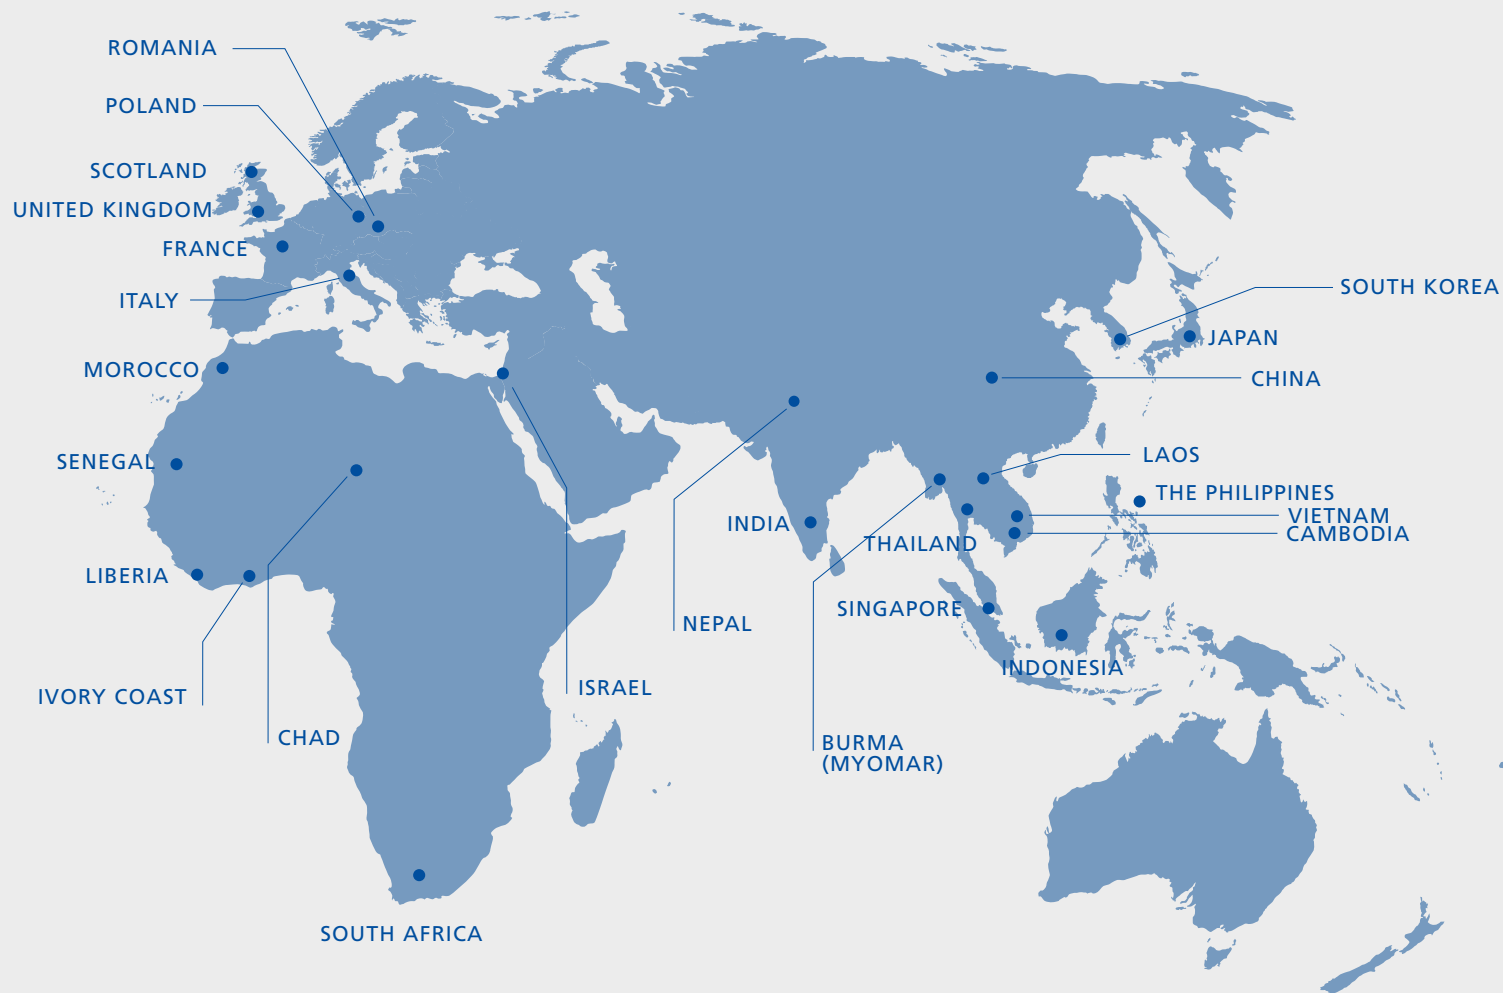 ROMANIA
POLAND
SCOTLAND
UNITED KINGDOM
FRANCE
ITALY
SOUTH KOREA
JAPAN
MOROCCO
CHINA
LAOS
SENEGAL
THE PHILIPPINES
VIETNAM
INDIA
CAMBODIA
THAILAND
LIBERIA
SINGAPORE
NEPAL
INDONESIA
ISRAEL
IVORY COAST
CHAD
BURMA
(MYOMAR)
SOUTH AFRICA